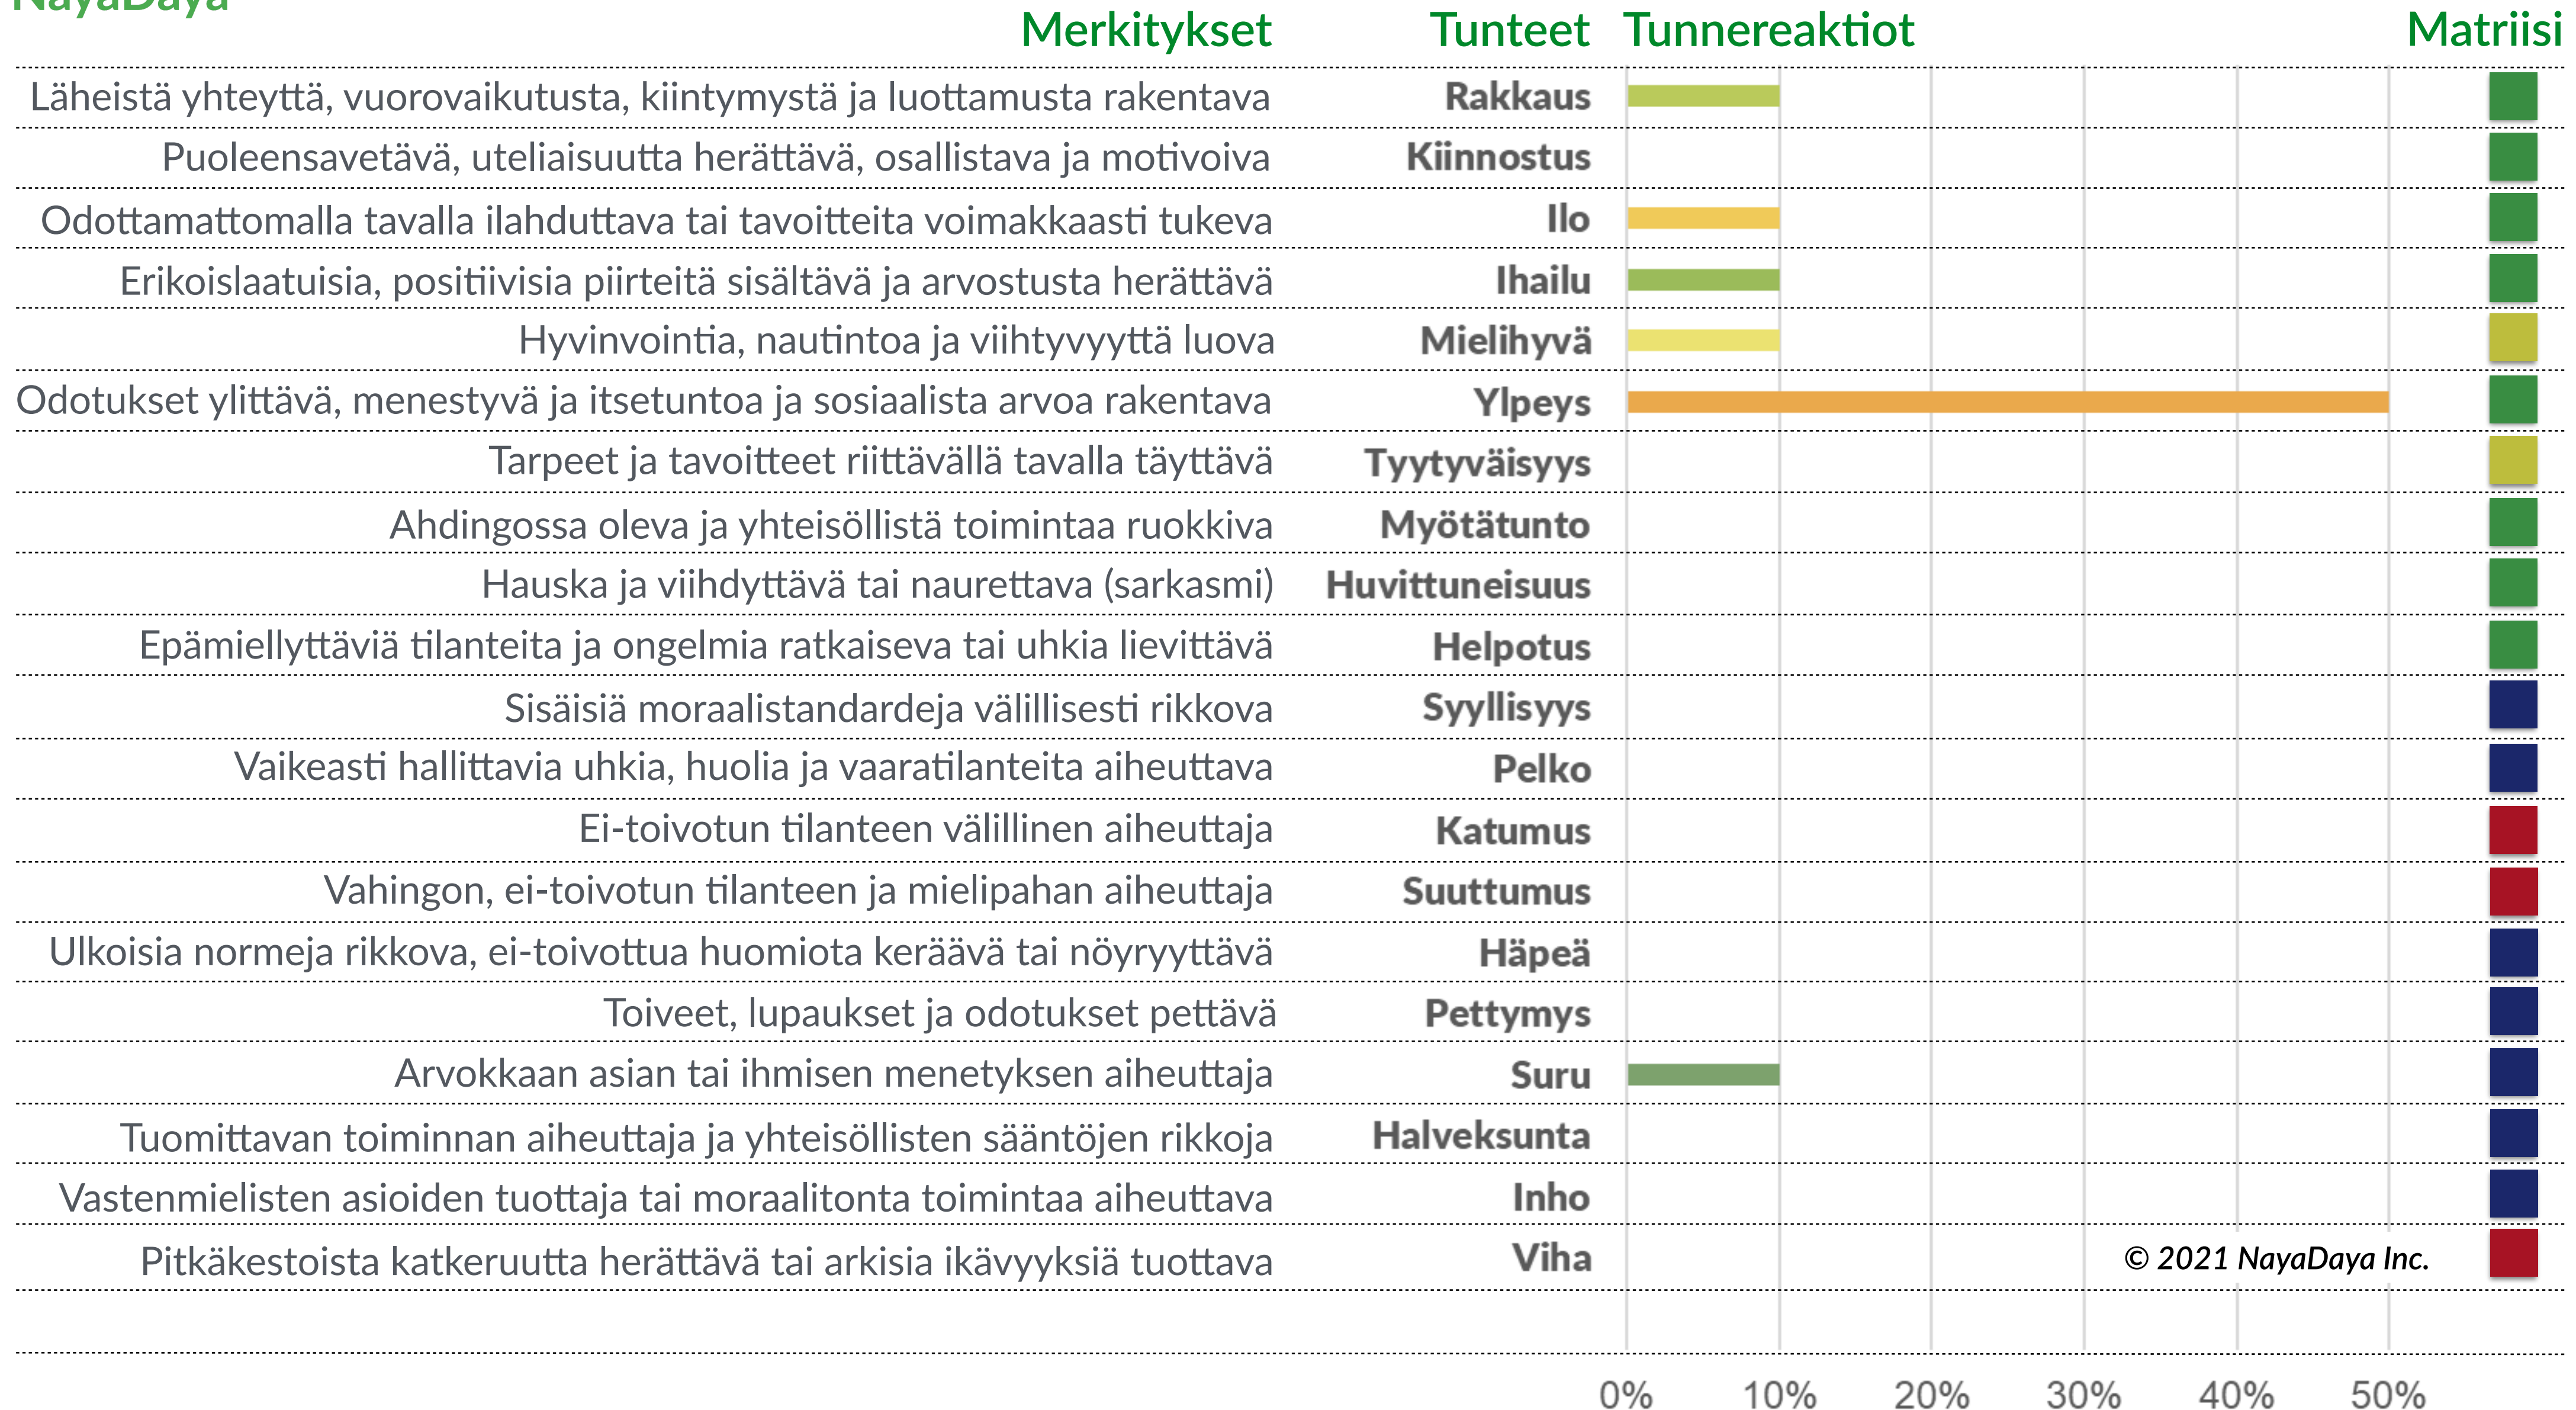 NayaDaya
Merkitykset Tunteet Tunnereaktiot Matriisi
Läheistä yhteyttä, vuorovaikutusta, kiintymystä ja luottamusta rakentava Rakkaus
Puoleensavetävä, uteliaisuutta herättävä, osallistava ja motivoiva Kiinnostus
Odottamattomalla tavalla ilahduttava tai tavoitteita voimakkaasti tukeva Ilo
Erikoislaatuisia, positiivisia piirteitä sisältävä ja arvostusta herättävä Ihailu
Hyvinvointia, nautintoa ja viihtyvyyttä luova Mielihyvä
Odotukset ylittävä, menestyvä ja itsetuntoa ja sosiaalista arvoa rakentava Ylpeys
Tarpeet ja tavoitteet riittävällä tavalla täyttävä Tyytyväisyys
Ahdingossa oleva ja yhteisöllistä toimintaa ruokkiva Myötätunto
Hauska ja viihdyttävä tai naurettava (sarkasmi) Huvittuneisuus
Epämiellyttäviä tilanteita ja ongelmia ratkaiseva tai uhkia lievittävä Helpotus
Sisäisiä moraalistandardeja välillisesti rikkova Syyllisyys
Vaikeasti hallittavia uhkia, huolia ja vaaratilanteita aiheuttava Pelko
Ei-toivotun tilanteen välillinen aiheuttaja Katumus
Vahingon, ei-toivotun tilanteen ja mielipahan aiheuttaja Suuttumus
Ulkoisia normeja rikkova, ei-toivottua huomiota keräävä tai nöyryyttävä Häpeä
Toiveet, lupaukset ja odotukset pettävä Pettymys
Arvokkaan asian tai ihmisen menetyksen aiheuttaja Suru
Tuomittavan toiminnan aiheuttaja ja yhteisöllisten sääntöjen rikkoja Halveksunta
Vastenmielisten asioiden tuottaja tai moraalitonta toimintaa aiheuttava Inho
Pitkäkestoista katkeruutta herättävä tai arkisia ikävyyksiä tuottava Viha © 2021 NayaDaya Inc.
0% 10% 20% 30% 40% 50%